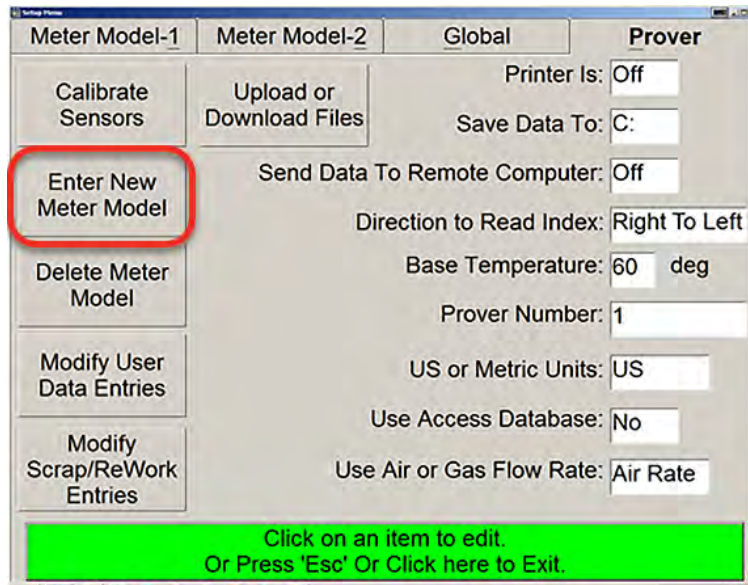 Setup Menu
Meter Model-1
Meter Model-2
Global
Prover
Calibrate
Sensors
Upload or
Download Files
Printer Is: Off
Save Data To: C:
Enter New
Meter Model
Send Data To Remote Computer: Off
Direction to Read Index: Right To Left
Delete Meter
Model
Base Temperature: 60 deg
Prover Number: 1
Modify User
Data Entries
US or Metric Units: US
Use Access Database: No
Modify
Scrap/ReWork
Entries
Use Air or Gas Flow Rate: Air Rate
Click on an item to edit.
Or Press 'Esc' Or Click here to Exit.